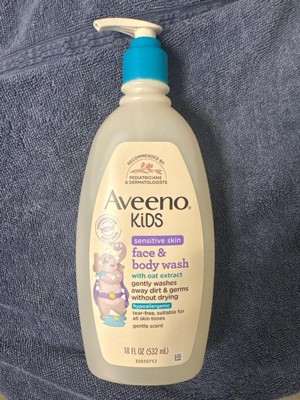 RECOMMENDED BY
PEDIATRICIANS
& DERMATOLOGISTS
Aveeno®
KiDS
sensitive skin
face &
body wash
with oat extract
gently washes
away dirt & germs
without drying
hypoallergenic
tear-free, suitable for
all skin tones
gentle scent
18 FL OZ (532 mL)